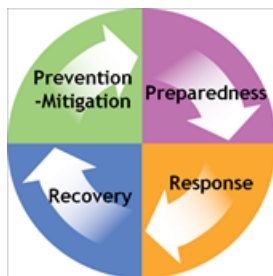 Prevention
-Mitigation
Preparedness
Response
Recovery